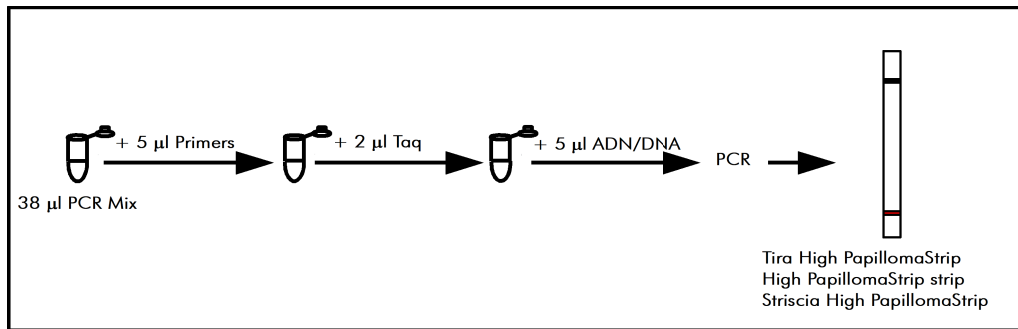 + 5 µl Primers
+ 2 µl Taq
+ 5 µl ADN/DNA
PCR
38 µl PCR Mix
Tira High PapillomaStrip
High PapillomaStrip strip
Striscia High PapillomaStrip